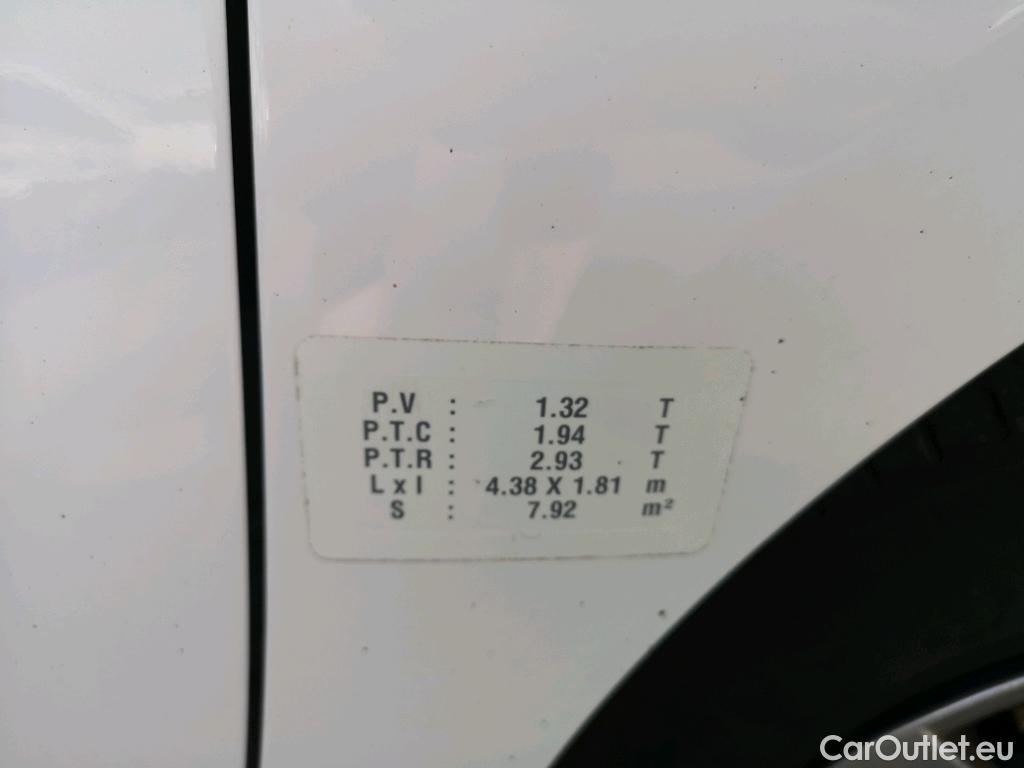 P.V : 1.32 T
P.T.C : 1.94 T
P.T.R : 2.93 T
L x l : 4.38 X 1.81 m
S : 7.92 m²
CarOutlet.eu